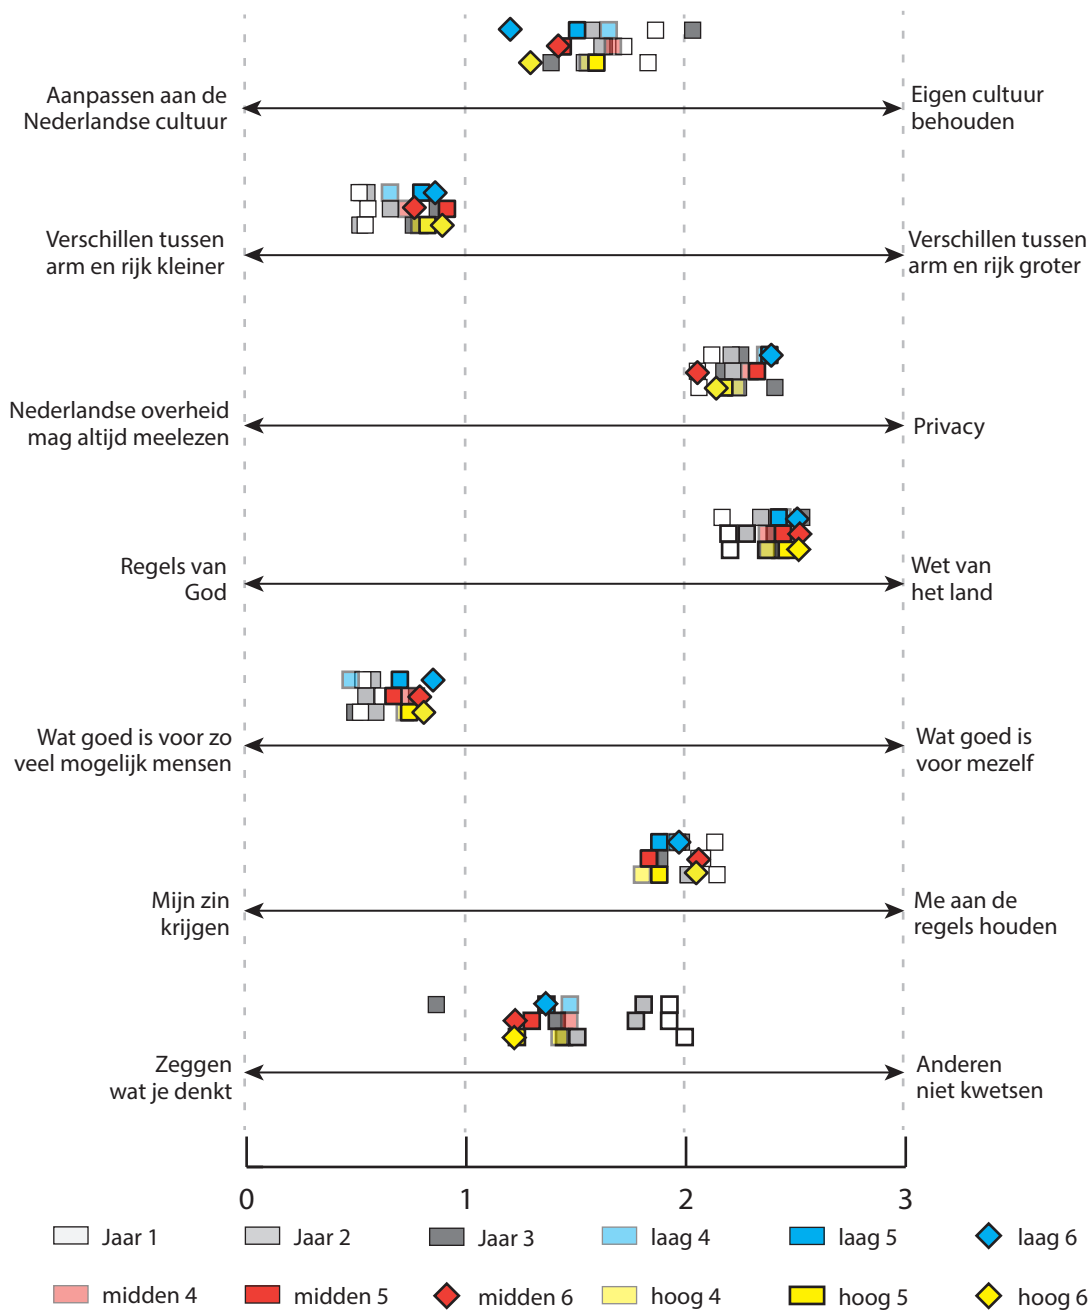 Aanpassen aan de
Nederlandse cultuur
Eigen cultuur
behouden
Verschillen tussen
arm en rijk kleiner
Verschillen tussen
arm en rijk groter
Nederlandse overheid
mag altijd meelezen
Privacy
Regels van
God
Wet van
het land
Wat goed is voor zo
veel mogelijk mensen
Wat goed is
voor mezelf
Mijn zin
krijgen
Me aan de
regels houden
Zeggen
wat je denkt
Anderen
niet kwetsen
0 1 2 3
Jaar 1 Jaar 2 Jaar 3 laag 4 laag 5 laag 6
midden 4 midden 5 midden 6 hoog 4 hoog 5 hoog 6